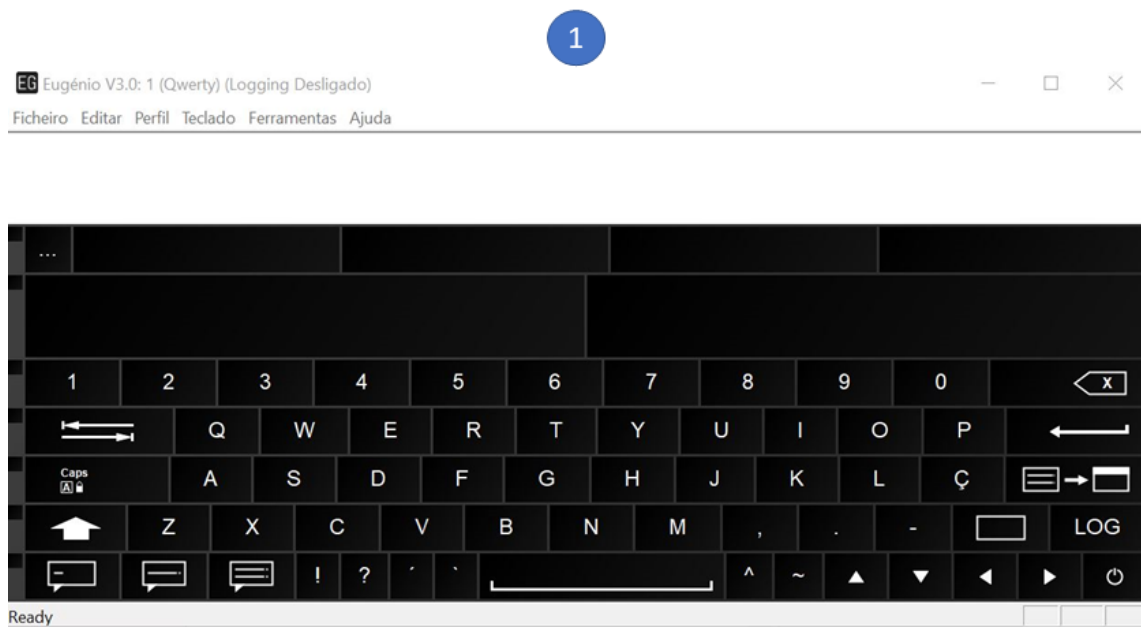 1
EG Eugénio V3.0: 1 (Qwerty) (Logging Desligado)
Ficheiro Editar Perfil Teclado Ferramentas Ajuda
...
1 2 3 4 5 6 7 8 9 0 X
Q W E R T Y U I O P
Caps A A S D F G H J K L Ç
Z X C V B N M , . - LOG
! ? ´ ` ^ ~
Ready